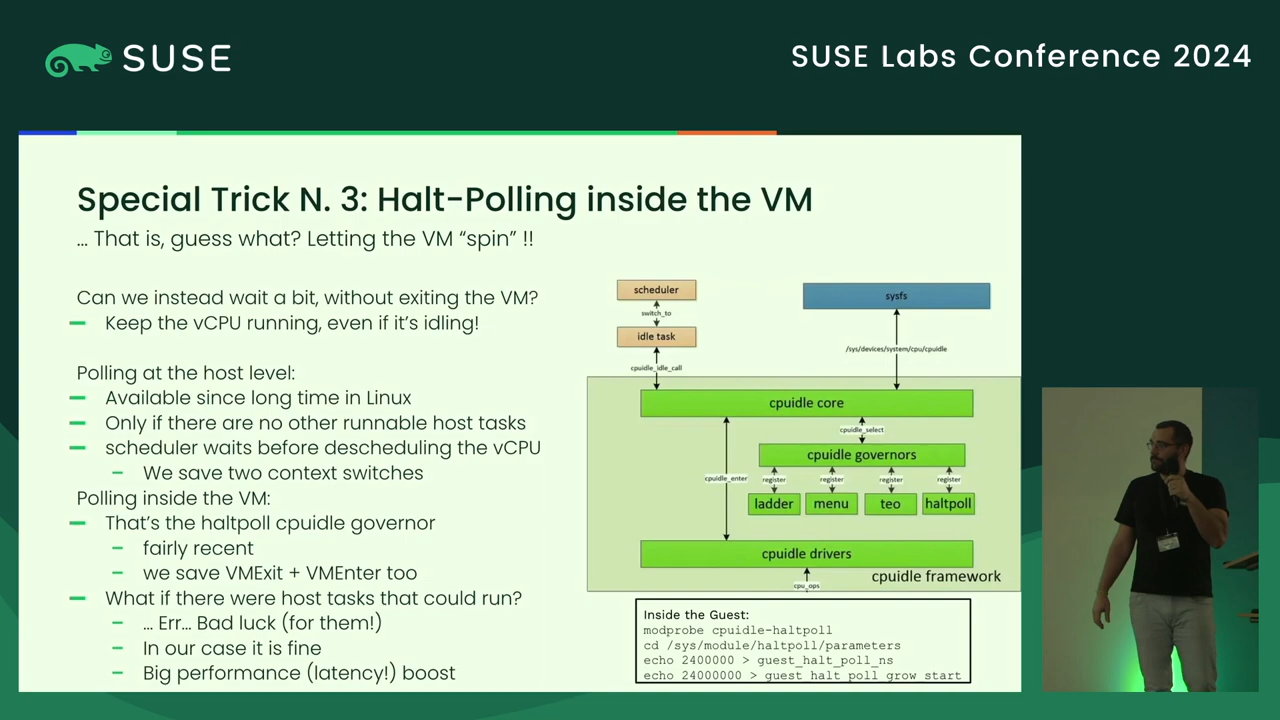 SUSE
SUSE Labs Conference 2024
Special Trick N. 3: Halt-Polling inside the VM
... That is, guess what? Letting the VM “spin” !!
Can we instead wait a bit, without exiting the VM?
Keep the vCPU running, even if it's idling!
Polling at the host level:
Available since long time in Linux
Only if there are no other runnable host tasks
scheduler waits before descheduling the vCPU
We save two context switches
Polling inside the VM:
That's the haltpoll cpuidle governor
fairly recent
we save VMExit + VMEnter too
What if there were host tasks that could run?
... Err... Bad luck (for them!)
In our case it is fine
Big performance (latency!) boost
scheduler
sysfs
switch_to
idle task
/sys/devices/system/cpu/cpuidle
cpuidle_idle_call
cpuidle core
cpuidle_select
cpuidle governors
cpuidle_enter
register register register register
ladder menu teo haltpoll
cpuidle drivers
cpuidle framework
cpu_ops
Inside the Guest:
modprobe cpuidle-haltpoll
cd /sys/module/haltpoll/parameters
echo 2400000 > guest_halt_poll_ns
echo 24000000 > guest_halt_poll_grow_start